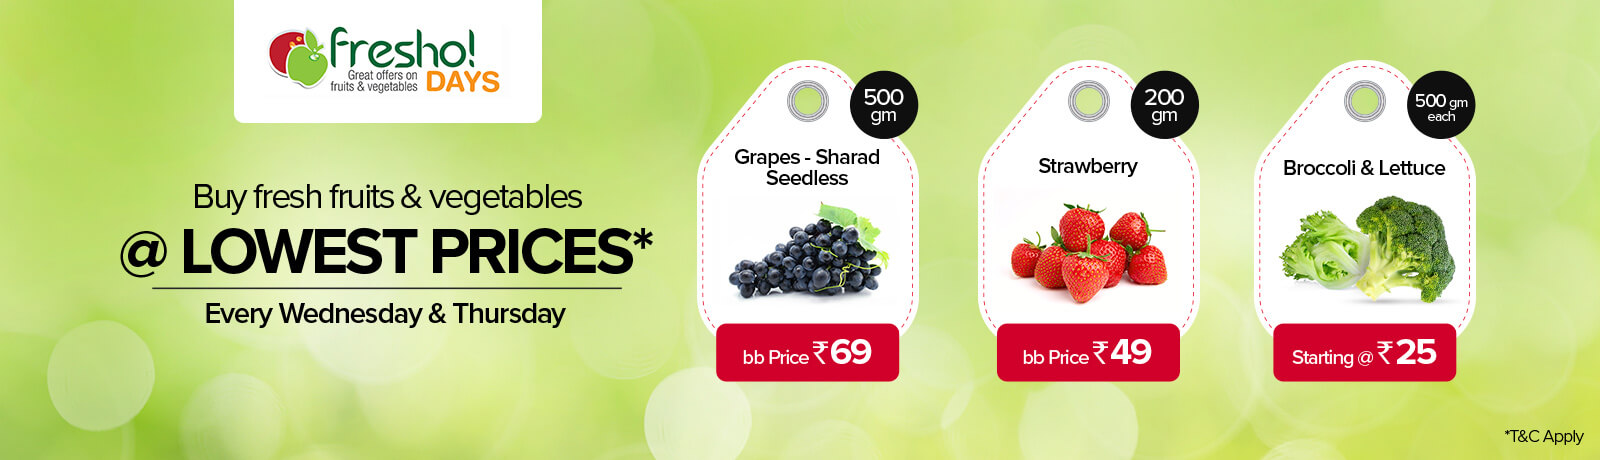 fresho!
Great offers on
fruits & vegetables
DAYS
Buy fresh fruits & vegetables
@ LOWEST PRICES*
Every Wednesday & Thursday
500
gm
Grapes - Sharad
Seedless
bb Price ₹69
200
gm
Strawberry
bb Price ₹49
500 gm
each
Broccoli & Lettuce
Starting @ ₹25
*T&C Apply